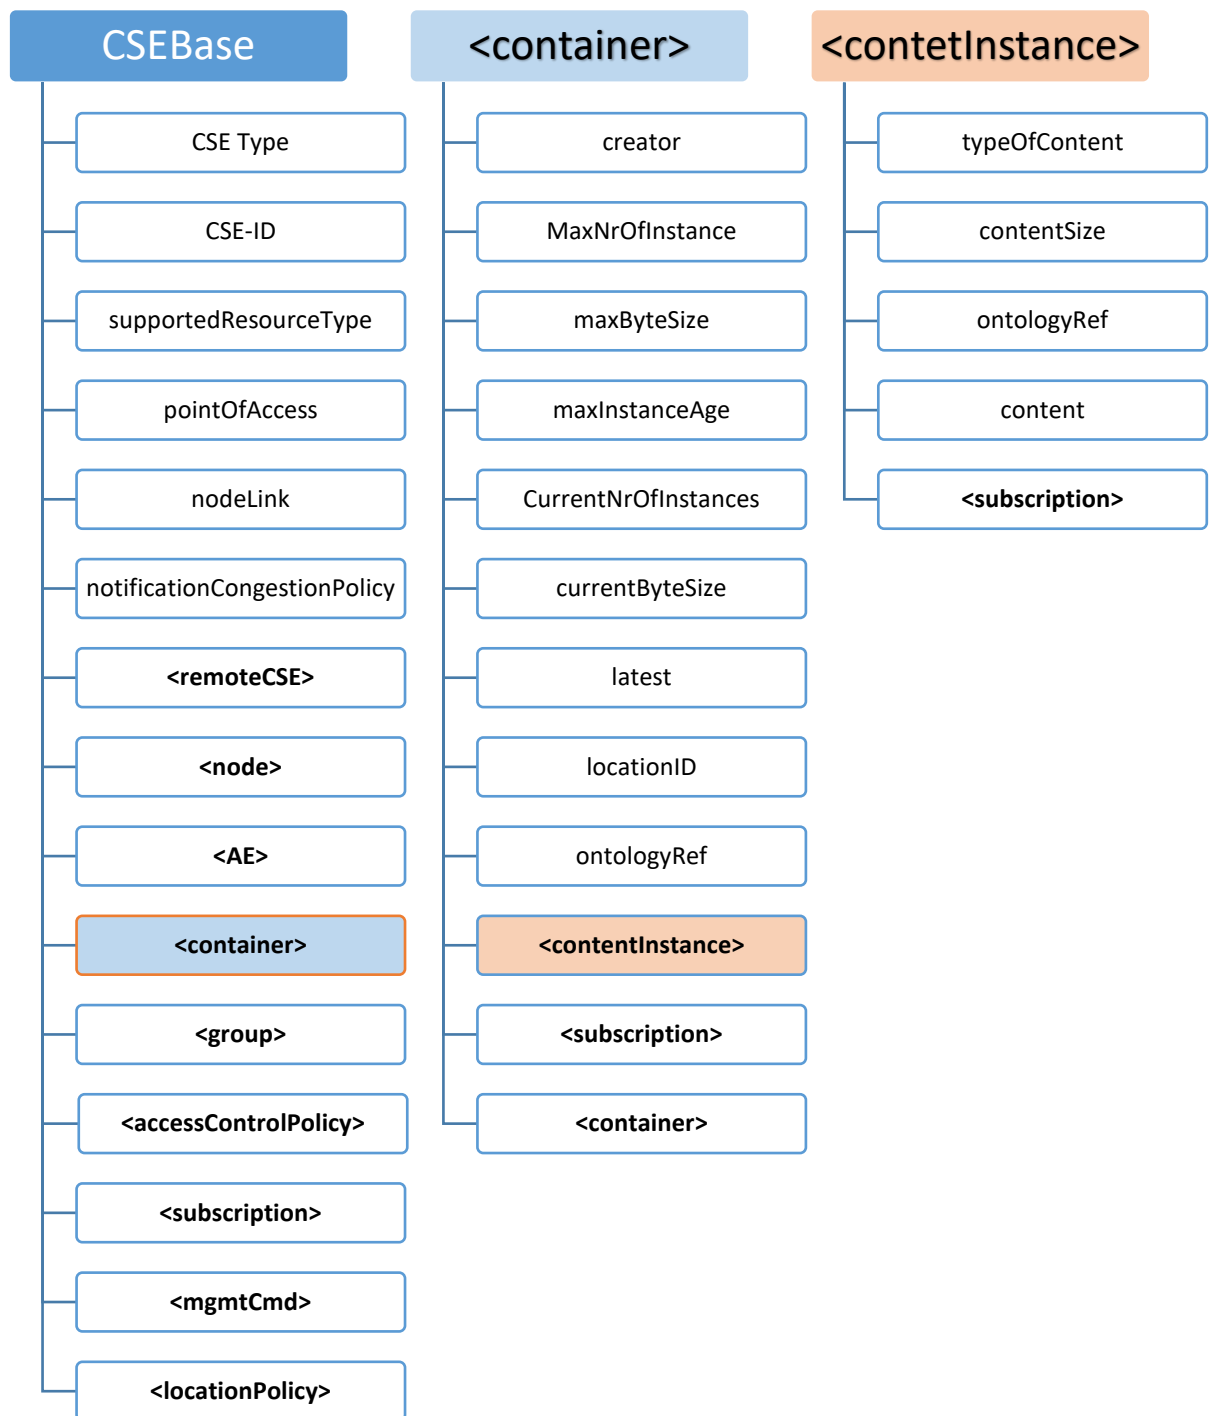 CSEBase
CSE Type
CSE-ID
supportedResourceType
pointOfAccess
nodeLink
notificationCongestionPolicy
<remoteCSE>
<node>
<AE>
<container>
<group>
<accessControlPolicy>
<subscription>
<mgmtCmd>
<locationPolicy>
<container>
creator
MaxNrOfInstance
maxByteSize
maxInstanceAge
CurrentNrOfInstances
currentByteSize
latest
locationID
ontologyRef
<contentInstance>
<subscription>
<container>
<contetInstance>
typeOfContent
contentSize
ontologyRef
content
<subscription>